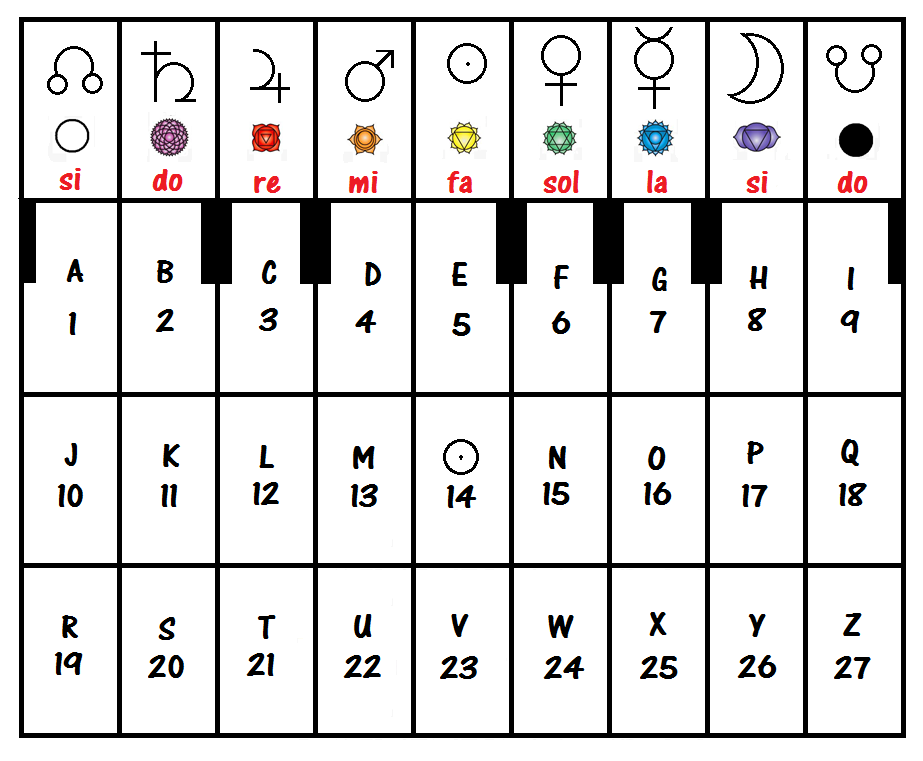 si do re mi fa sol la si do
A B C D E F G H I
1 2 3 4 5 6 7 8 9
J K L M N O P Q
10 11 12 13 14 15 16 17 18
R S T U V W X Y Z
19 20 21 22 23 24 25 26 27